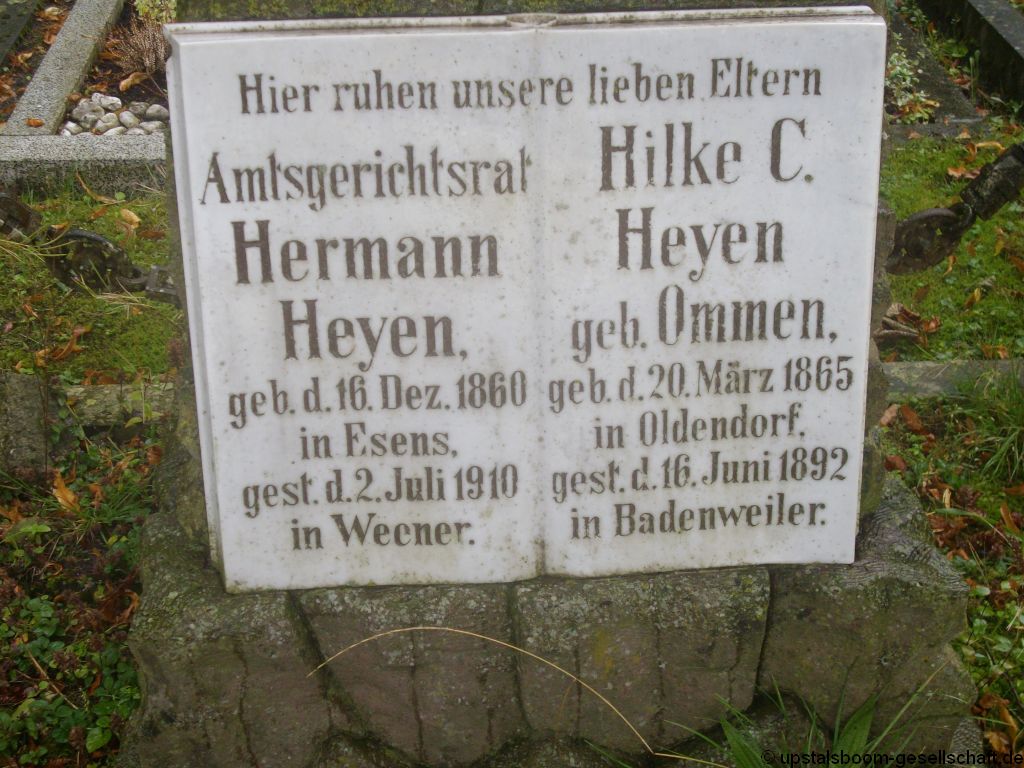 Hier ruhen unsere lieben Eltern
Amtsgerichtsrat
Hermann
Heyen,
geb. d. 16. Dez. 1860
in Esens,
gest. d. 2. Juli 1910
in Wecner.
Hilke C.
Heyen
geb. Ommen,
geb. d. 20. März 1865
in Oldendorf,
gest. d. 16. Juni 1892
in Badenweiler.
© upstalsboom-gesellschaft.de